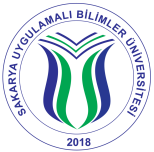 SAKARYA UYGULAMALI BİLİMLER ÜNİVERSİTESİ
2018